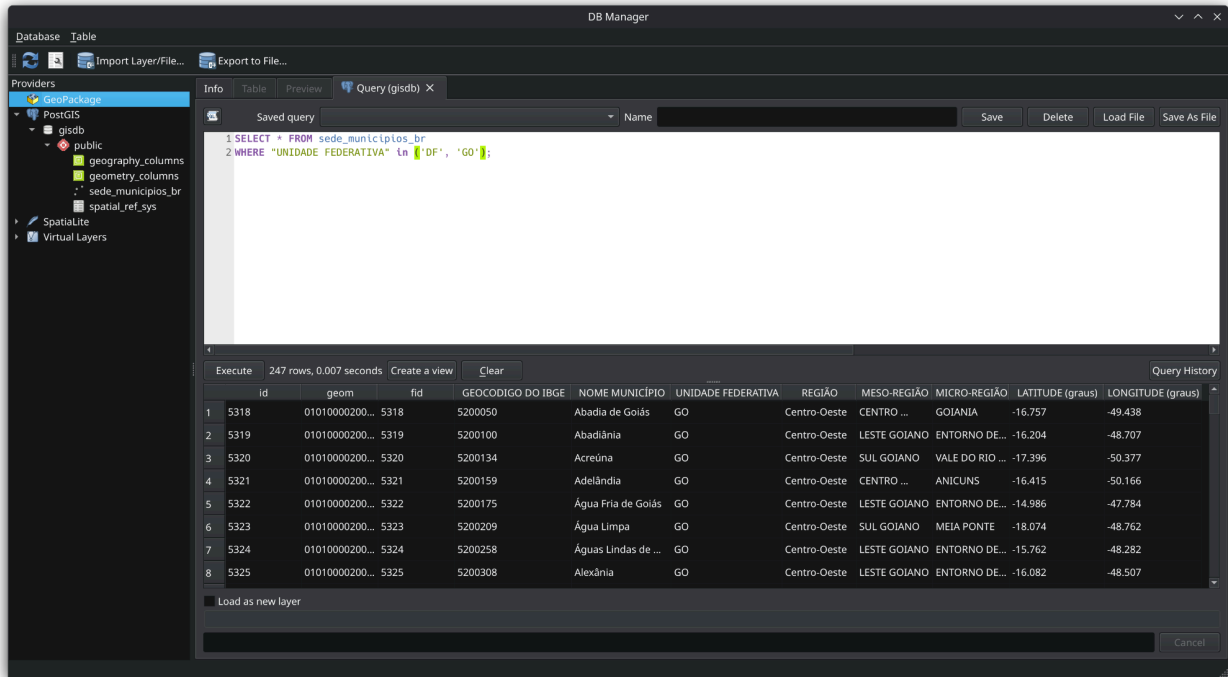 DB Manager
Database Table
Import Layer/File... Export to File...
Providers
GeoPackage
PostGIS
gisdb
public
geography_columns
geometry_columns
sede_municipios_br
spatial_ref_sys
SpatiaLite
Virtual Layers
Info Table Preview Query (gisdb)
Saved query Name Save Delete Load File Save As File
1 SELECT * FROM sede_municipios_br
2 WHERE "UNIDADE FEDERATIVA" in ('DF', 'GO');
Execute 247 rows, 0.007 seconds Create a view Clear Query History
id geom fid GEOCODIGO DO IBGE NOME MUNICÍPIO UNIDADE FEDERATIVA REGIÃO MESO-REGIÃO MICRO-REGIÃO LATITUDE (graus) LONGITUDE (graus)
1 5318 01010000200... 5318 5200050 Abadia de Goiás GO Centro-Oeste CENTRO ... GOIANIA -16.757 -49.438
2 5319 01010000200... 5319 5200100 Abadiânia GO Centro-Oeste LESTE GOIANO ENTORNO DE... -16.204 -48.707
3 5320 01010000200... 5320 5200134 Acreúna GO Centro-Oeste SUL GOIANO VALE DO RIO ... -17.396 -50.377
4 5321 01010000200... 5321 5200159 Adelândia GO Centro-Oeste CENTRO ... ANICUNS -16.415 -50.166
5 5322 01010000200... 5322 5200175 Água Fria de Goiás GO Centro-Oeste LESTE GOIANO ENTORNO DE... -14.986 -47.784
6 5323 01010000200... 5323 5200209 Água Limpa GO Centro-Oeste SUL GOIANO MEIA PONTE -18.074 -48.762
7 5324 01010000200... 5324 5200258 Águas Lindas de ... GO Centro-Oeste LESTE GOIANO ENTORNO DE... -15.762 -48.282
8 5325 01010000200... 5325 5200308 Alexânia GO Centro-Oeste LESTE GOIANO ENTORNO DE... -16.082 -48.507
Load as new layer
Cancel